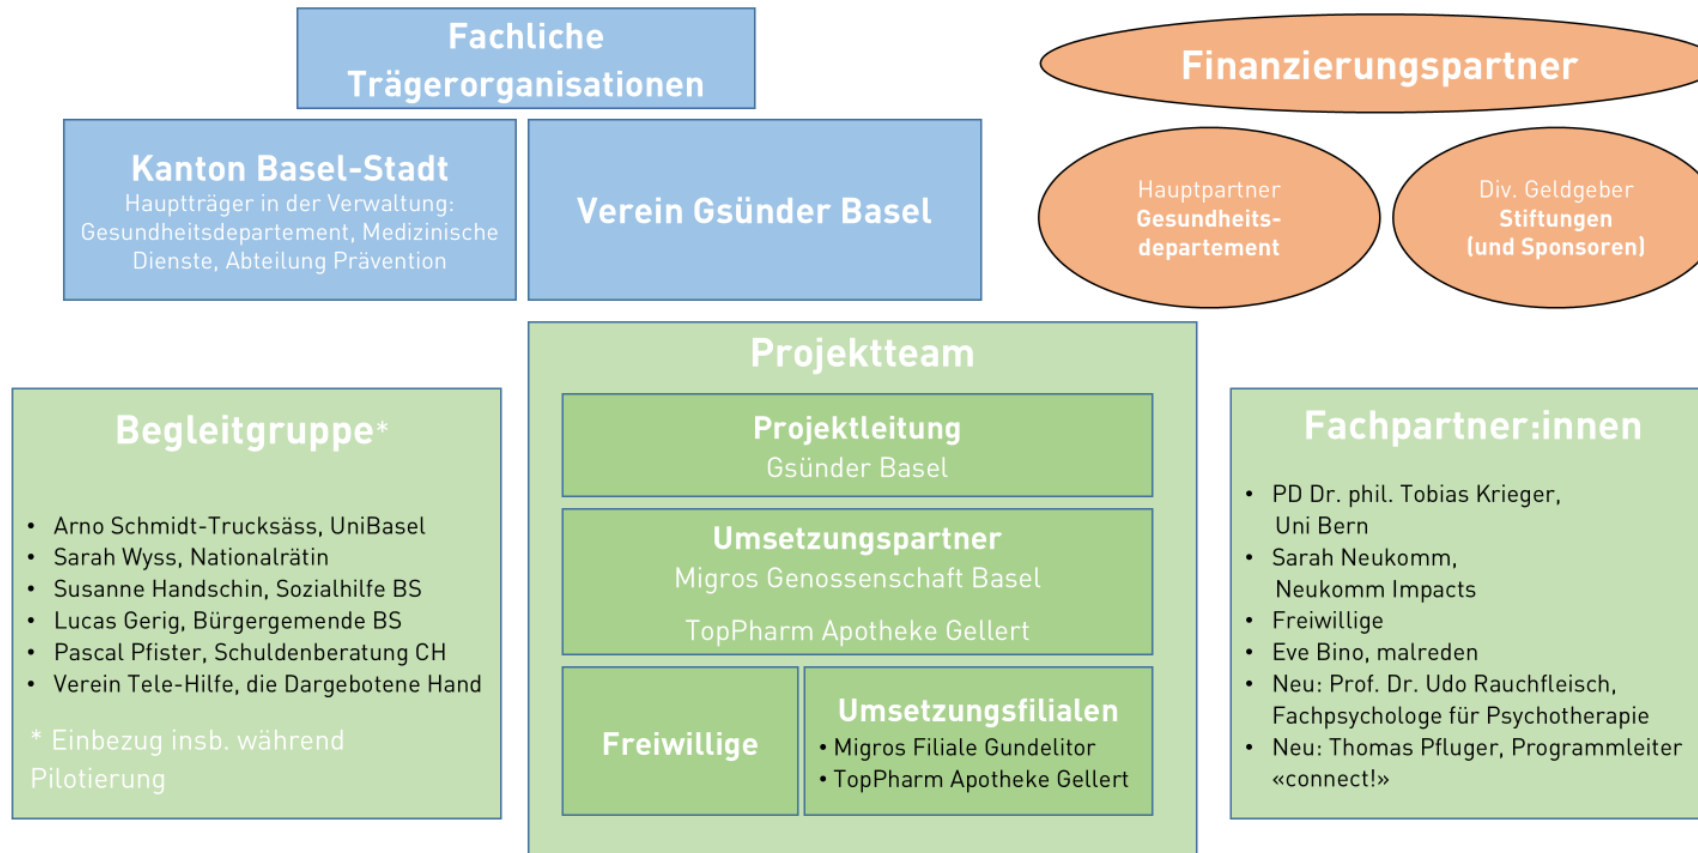 Fachliche
Trägerorganisationen
Finanzierungspartner
Kanton Basel-Stadt
Hauptträger in der Verwaltung:
Gesundheitsdepartement, Medizinische
Dienste, Abteilung Prävention
Verein Gsünder Basel
Hauptpartner
Gesundheits-
departement
Div. Geldgeber
Stiftungen
(und Sponsoren)
Begleitgruppe*
• Arno Schmidt-Trucksäss, UniBasel
• Sarah Wyss, Nationalrätin
• Susanne Handschin, Sozialhilfe BS
• Lucas Gerig, Bürgergemende BS
• Pascal Pfister, Schuldenberatung CH
• Verein Tele-Hilfe, die Dargebotene Hand
* Einbezug insb. während
Pilotierung
Projektteam
Projektleitung
Gsünder Basel
Umsetzungspartner
Migros Genossenschaft Basel
TopPharm Apotheke Gellert
Freiwillige
Umsetzungsfilialen
• Migros Filiale Gundelitor
• TopPharm Apotheke Gellert
Fachpartner:innen
• PD Dr. phil. Tobias Krieger,
Uni Bern
• Sarah Neukomm,
Neukomm Impacts
• Freiwillige
• Eve Bino, malreden
• Neu: Prof. Dr. Udo Rauchfleisch,
Fachpsychologe für Psychotherapie
• Neu: Thomas Pfluger, Programmleiter
«connect!»